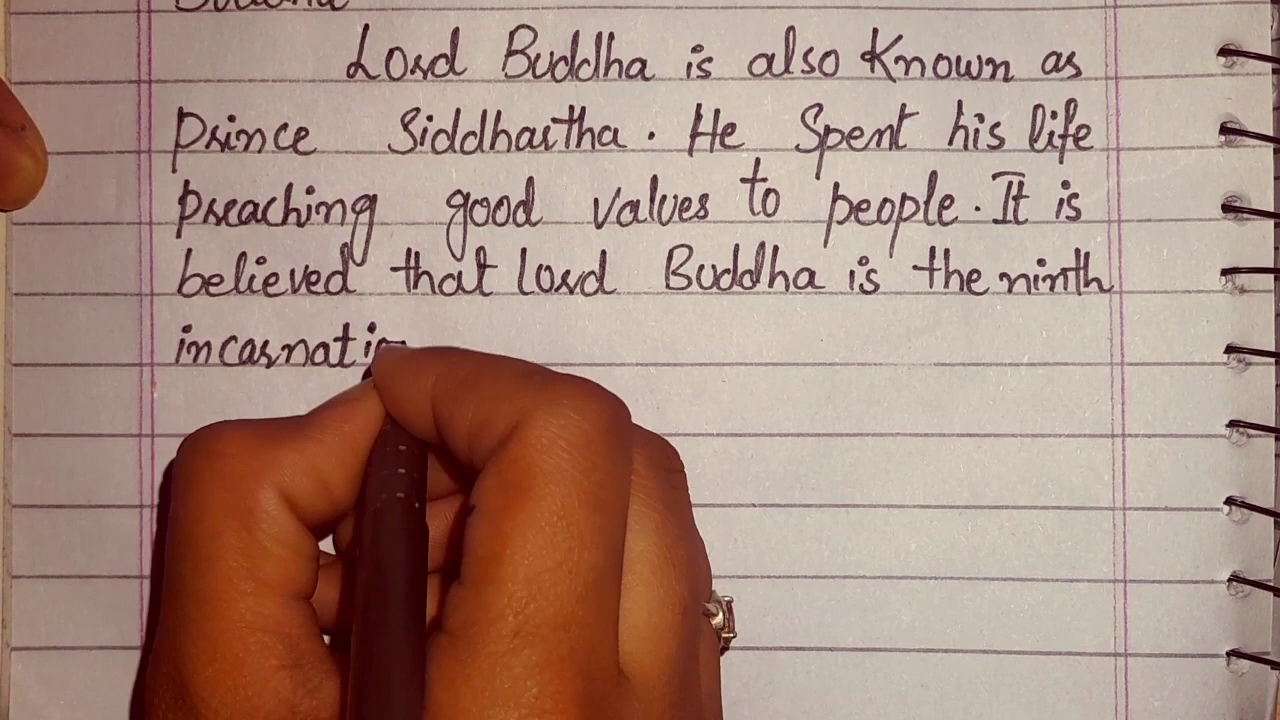 Lord Buddha is also Known as
Prince Siddhartha. He Spent his life
preaching good values to people. It is
believed that lord Buddha is the ninth